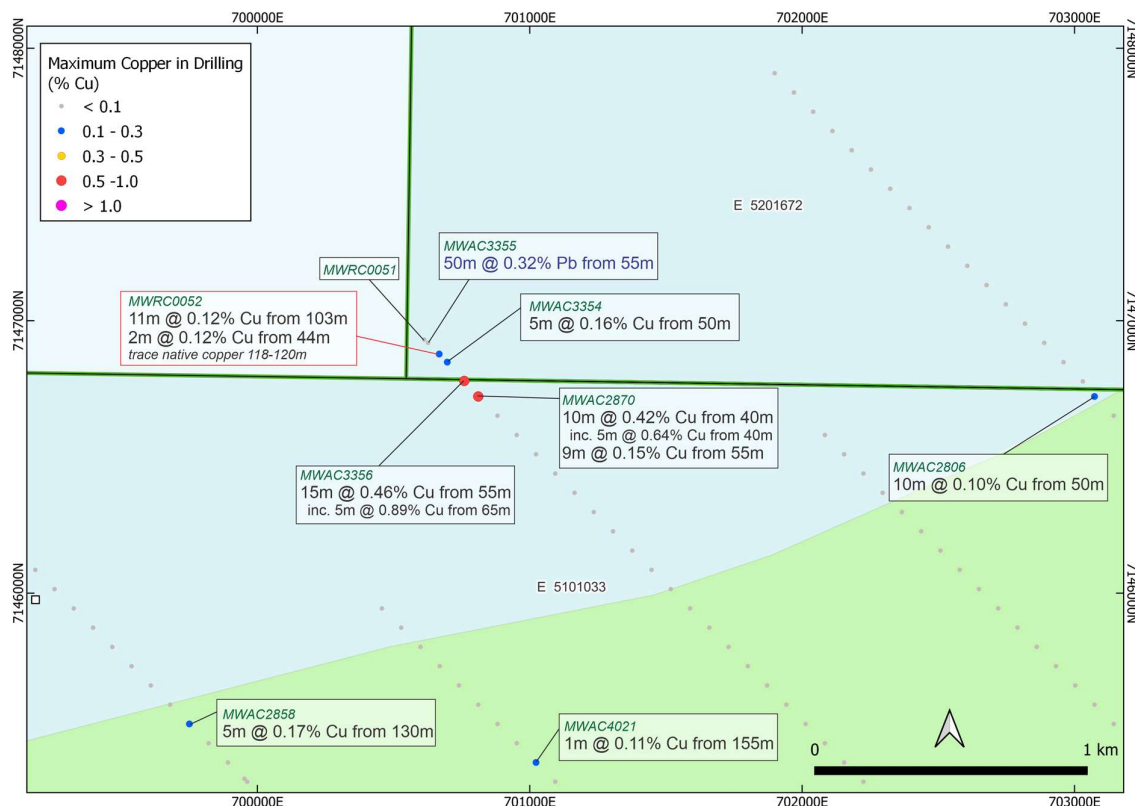 700000E
701000E
702000E
703000E
7148000N
7148000N
Maximum Copper in Drilling
(% Cu)
< 0.1
0.1 - 0.3
0.3 - 0.5
0.5 -1.0
> 1.0
E 5201672
MWAC3355
50m @ 0.32% Pb from 55m
MWRC0051
MWRC0052
11m @ 0.12% Cu from 103m
2m @ 0.12% Cu from 44m
trace native copper 118-120m
MWAC3354
5m @ 0.16% Cu from 50m
7147000N
7147000N
MWAC2870
10m @ 0.42% Cu from 40m
inc. 5m @ 0.64% Cu from 40m
9m @ 0.15% Cu from 55m
MWAC3356
15m @ 0.46% Cu from 55m
inc. 5m @ 0.89% Cu from 65m
MWAC2806
10m @ 0.10% Cu from 50m
7146000N
7146000N
E 5101033
MWAC2858
5m @ 0.17% Cu from 130m
MWAC4021
1m @ 0.11% Cu from 155m
0
1 km
700000E
701000E
702000E
703000E